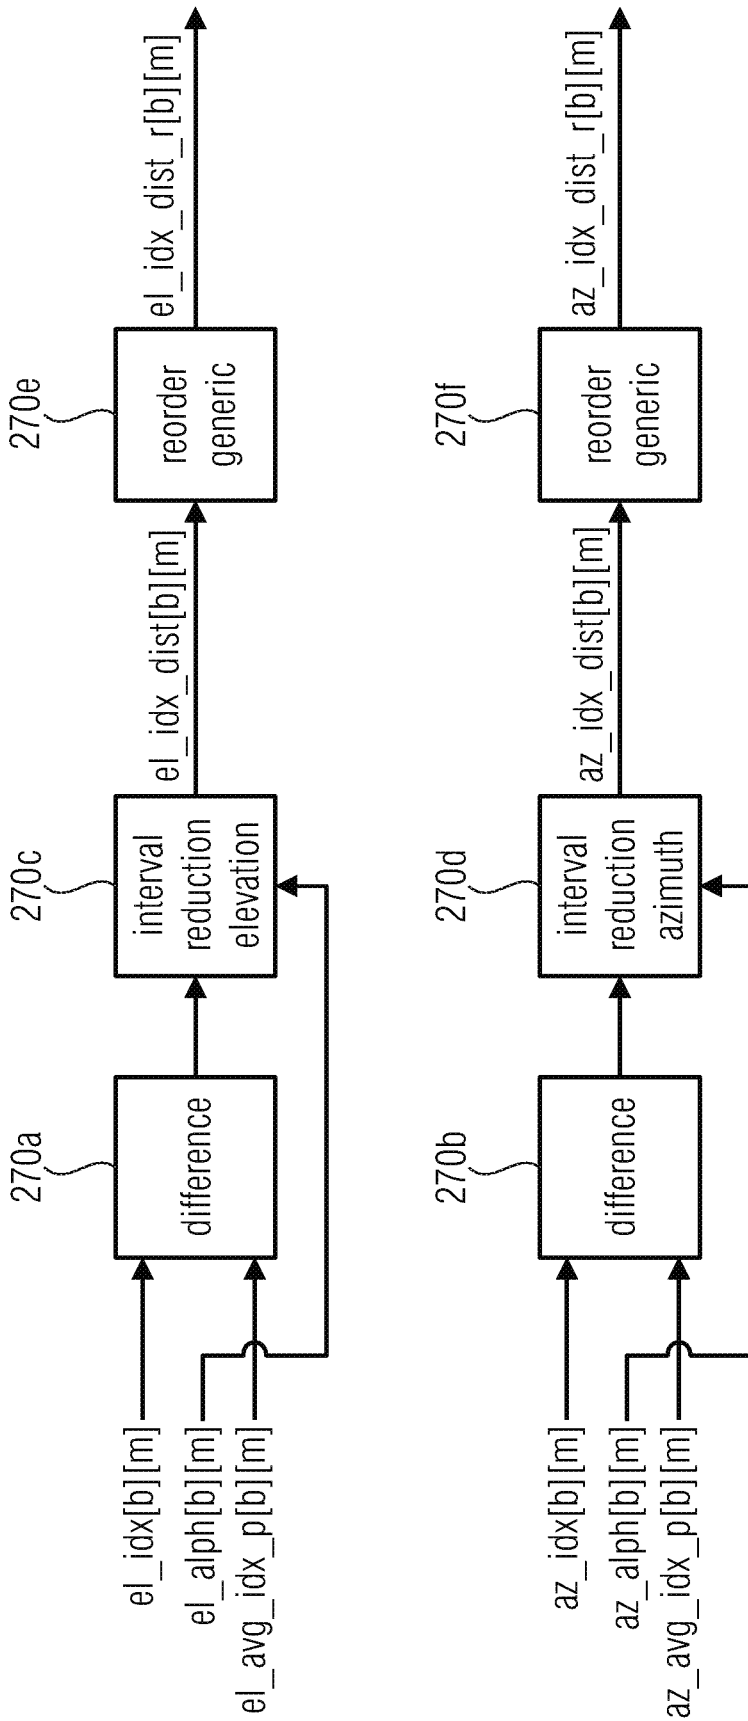 el_idx[b][m]
el_alph[b][m]
el_avg_idx_p[b][m]
270a
difference
270c
interval
reduction
elevation
el_idx_dist[b][m]
270e
reorder
generic
el_idx_dist_r[b][m]
az_idx[b][m]
az_alph[b][m]
az_avg_idx_p[b][m]
270b
difference
270d
interval
reduction
azimuth
az_idx_dist[b][m]
270f
reorder
generic
az_idx_dist_r[b][m]